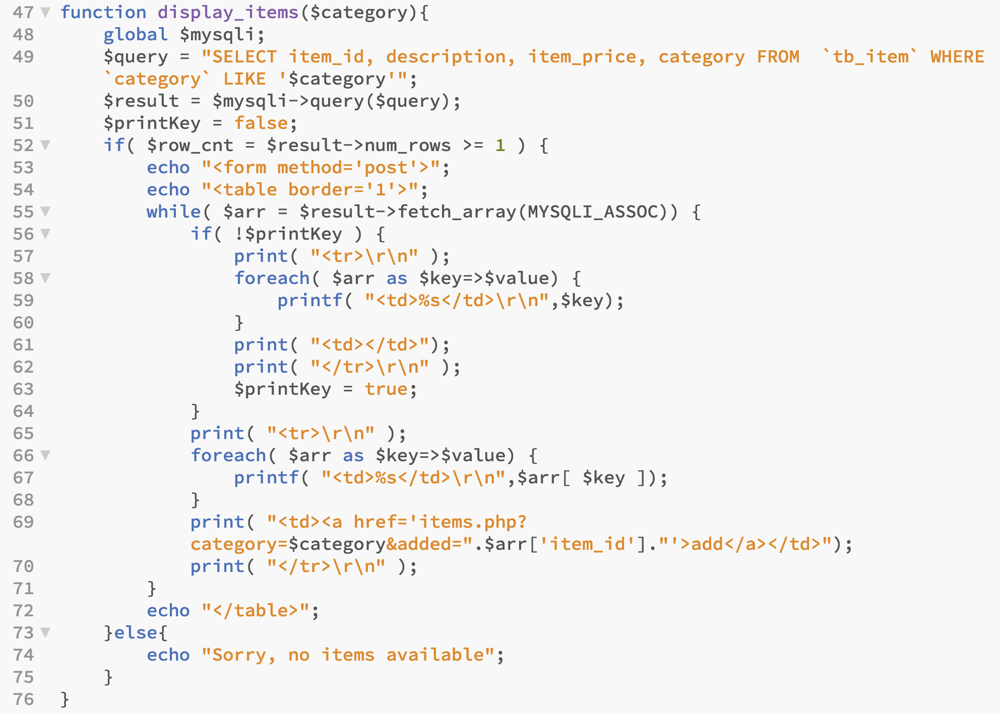 47 ▼ function display_items($category){
48       global $mysqli;
49       $query = "SELECT item_id, description, item_price, category FROM  `tb_item` WHERE
         `category` LIKE '$category'";
50       $result = $mysqli->query($query);
51       $printKey = false;
52 ▼     if( $row_cnt = $result->num_rows >= 1 ) {
53           echo "<form method='post'>";
54           echo "<table border='1'>";
55 ▼         while( $arr = $result->fetch_array(MYSQLI_ASSOC)) {
56 ▼             if( !$printKey ) {
57                   print( "<tr>\r\n" );
58 ▼                 foreach( $arr as $key=>$value) {
59                       printf( "<td>%s</td>\r\n",$key);
60                   }
61                   print( "<td></td>");
62                   print( "</tr>\r\n" );
63                   $printKey = true;
64               }
65               print( "<tr>\r\n" );
66 ▼             foreach( $arr as $key=>$value) {
67                   printf( "<td>%s</td>\r\n",$arr[ $key ]);
68               }
69               print( "<td><a href='items.php?
                 category=$category&added=".$arr['item_id']."'>add</a></td>");
70               print( "</tr>\r\n" );
71           }
72           echo "</table>";
73 ▼     }else{
74           echo "Sorry, no items available";
75       }
76   }